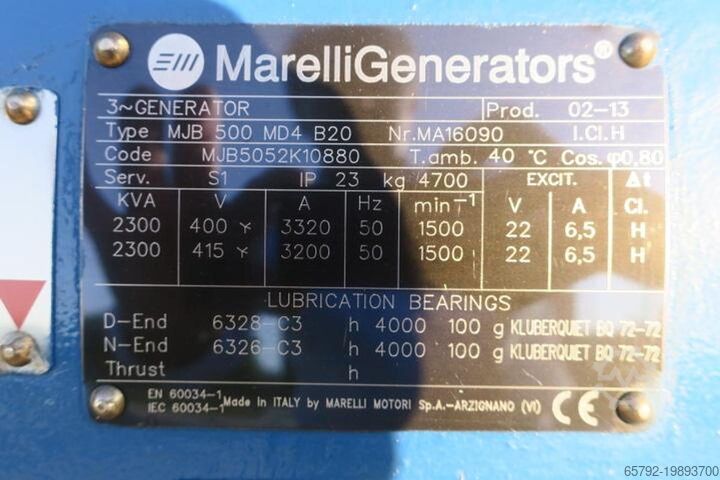 MarelliGenerators®
3~GENERATOR Prod. 02-13
Type MJB 500 MD4 B20 Nr.MA16090 I.Cl.H
Code MJB5052K10880 T.amb. 40 °C Cos.φ0,80
Serv. S1 IP 23 kg 4700 EXCIT. Δt
KVA V A Hz min-1 V A Cl.
2300 400 Y 3320 50 1500 22 6,5 H
2300 415 Y 3200 50 1500 22 6,5 H
LUBRICATION BEARINGS
D-End 6328-C3 h 4000 100 g KLUBERQUIET BQ 72-72
N-End 6326-C3 h 4000 100 g KLUBERQUIET BQ 72-72
Thrust h
EN 60034-1
IEC 60034-1 Made in ITALY by MARELLI MOTORI S.p.A.-ARZIGNANO (VI) CE
65792-19893700